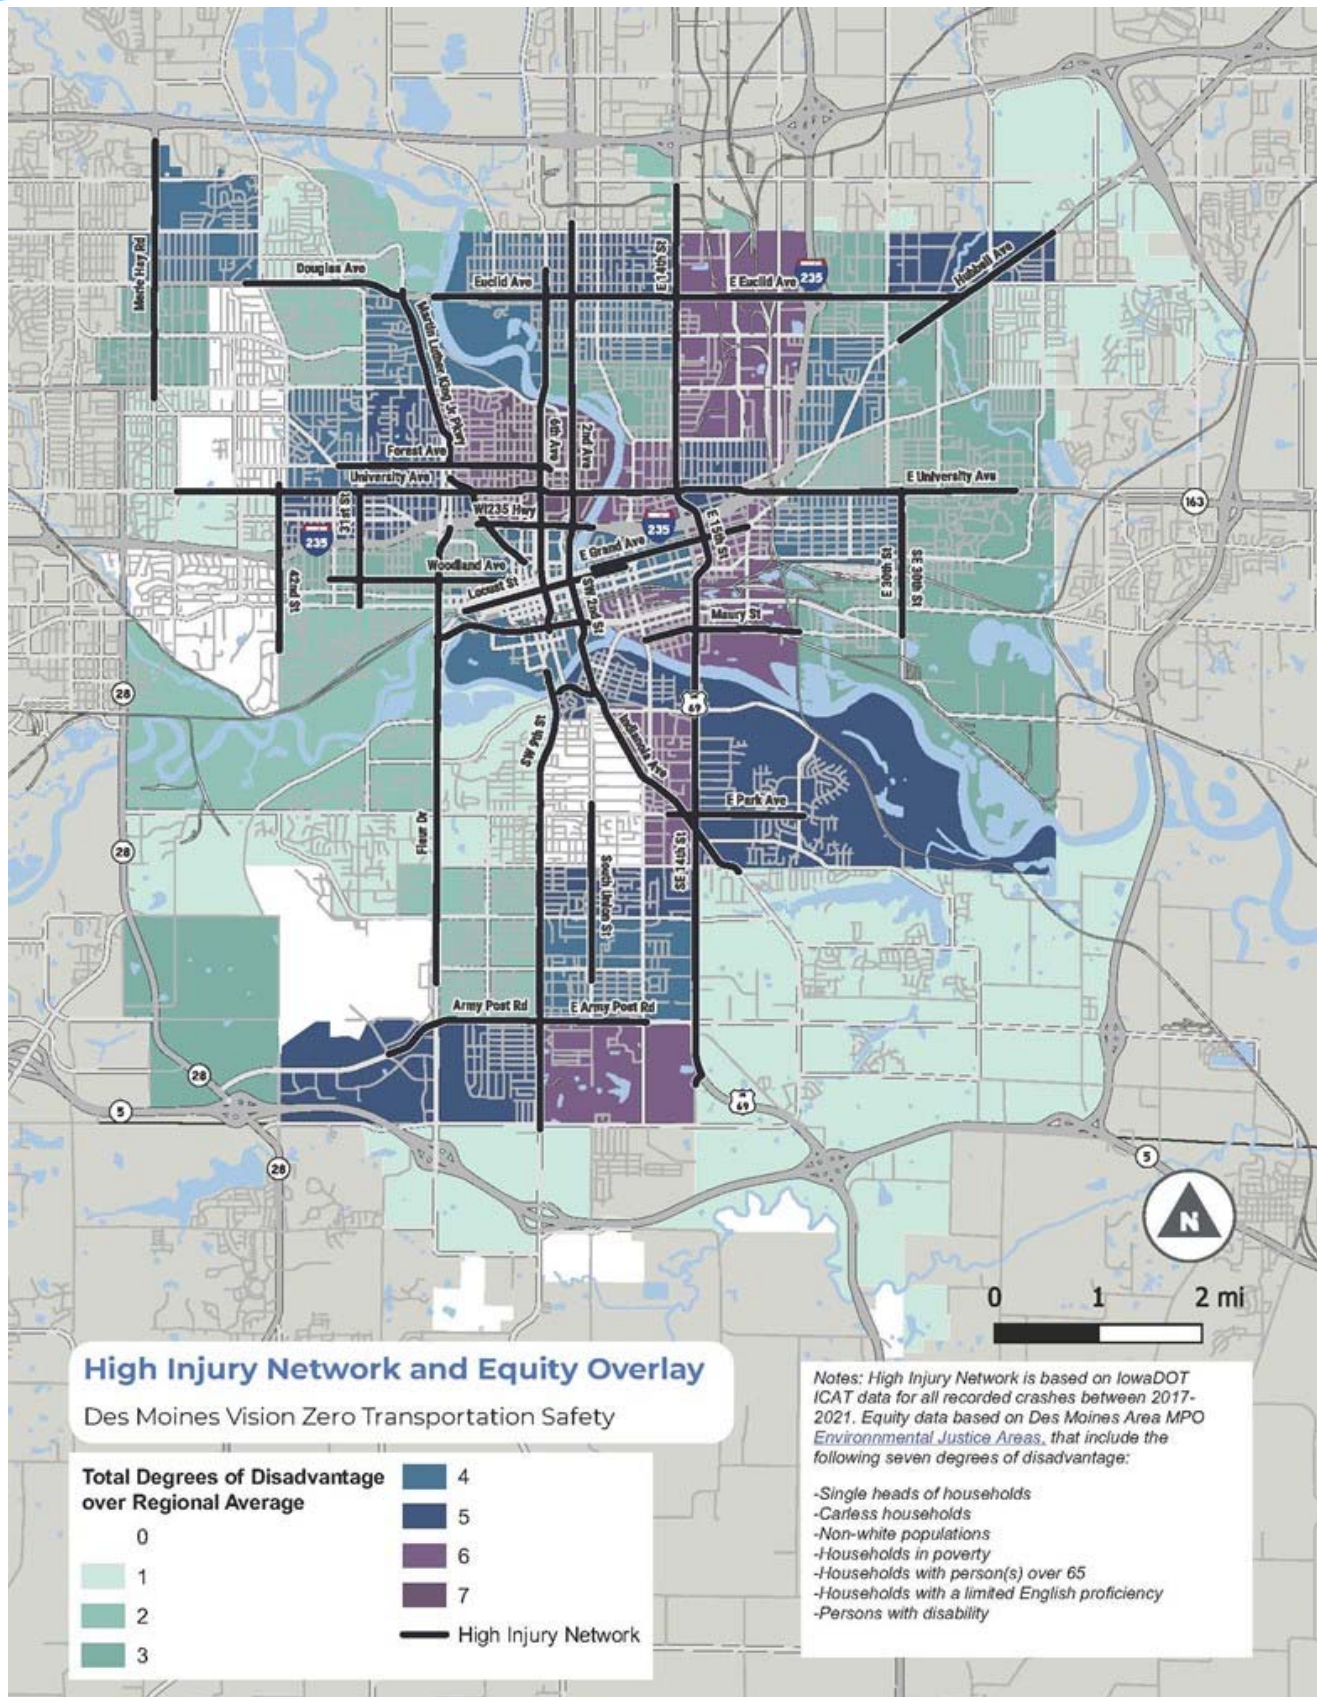 Merle Hay Rd
Douglas Ave
Euclid Ave
E 14th St
E Euclid Ave
235
Hubbell Ave
Martin Luther King Jr Pkwy
Forest Ave
6th Ave
2nd Ave
University Ave
E University Ave
163
31st St
WI235 Hwy
235
235
E 15th St
E Grand Ave
Woodland Ave
Locust St
42nd St
SW 2nd St
E 30th St
SE 30th St
Maury St
28
69
SW 9th St
Indianola Ave
E Park Ave
Fleur Dr
28
SE 14th St
South Union St
Army Post Rd
E Army Post Rd
28
5
69
28
5
N
0 1 2 mi
High Injury Network and Equity Overlay
Des Moines Vision Zero Transportation Safety
Total Degrees of Disadvantage
over Regional Average
0
1
2
3
4
5
6
7
High Injury Network
Notes: High Injury Network is based on IowaDOT
ICAT data for all recorded crashes between 2017-
2021. Equity data based on Des Moines Area MPO
Environnmental Justice Areas, that include the
following seven degrees of disadvantage:
-Single heads of households
-Carless households
-Non-white populations
-Households in poverty
-Households with person(s) over 65
-Households with a limited English proficiency
-Persons with disability